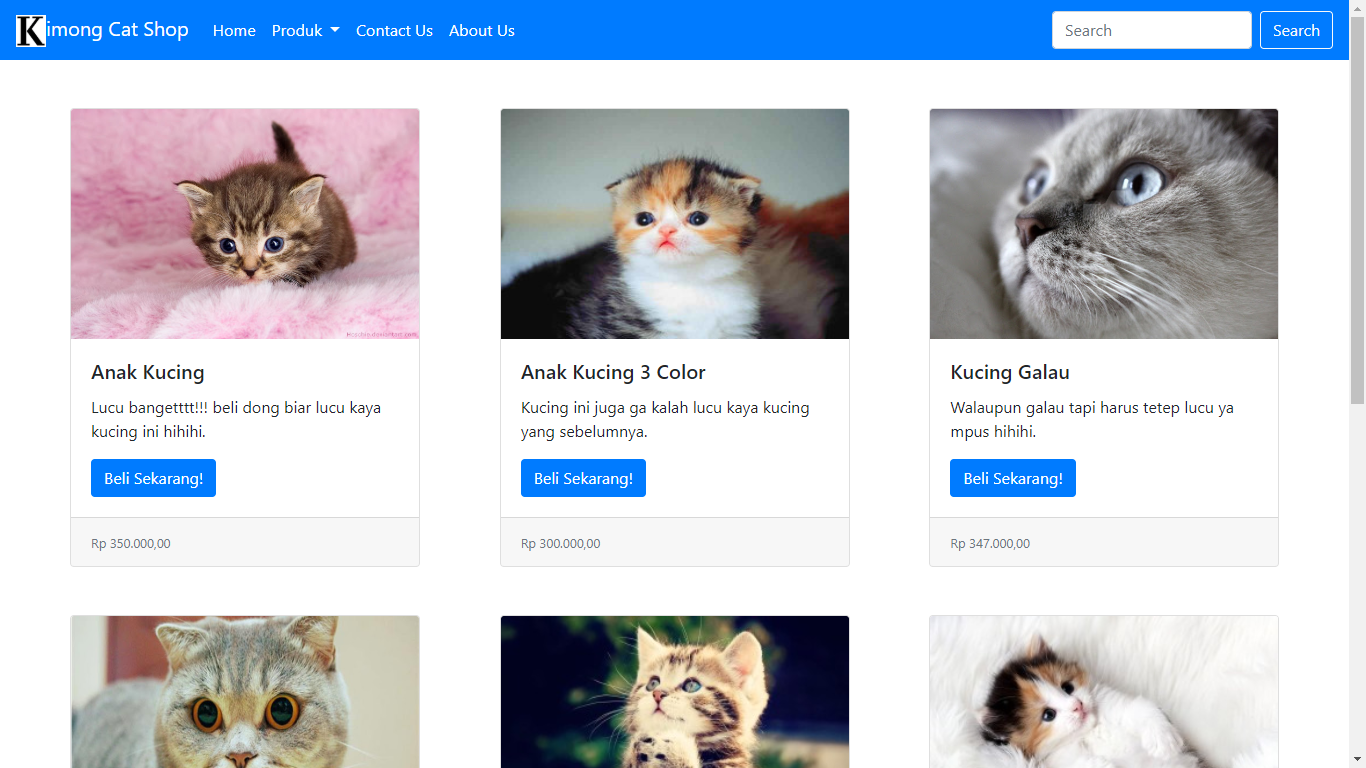 Kimong Cat Shop Home Produk Contact Us About Us Search Search
Anak Kucing
Lucu bangetttt!!! beli dong biar lucu kaya
kucing ini hihihi.
Beli Sekarang!
Rp 350.000,00
Anak Kucing 3 Color
Kucing ini juga ga kalah lucu kaya kucing
yang sebelumnya.
Beli Sekarang!
Rp 300.000,00
Kucing Galau
Walaupun galau tapi harus tetep lucu ya
mpus hihihi.
Beli Sekarang!
Rp 347.000,00